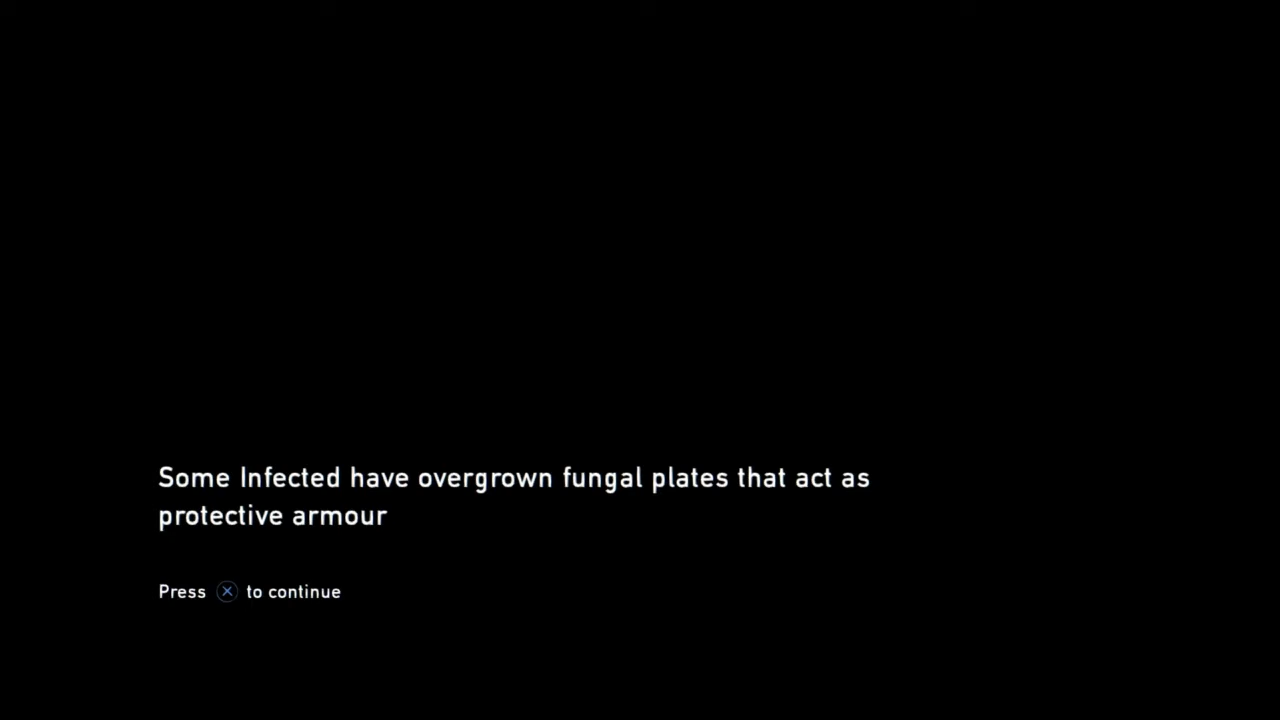 Some Infected have overgrown fungal plates that act as
protective armour
Press ⓧ to continue